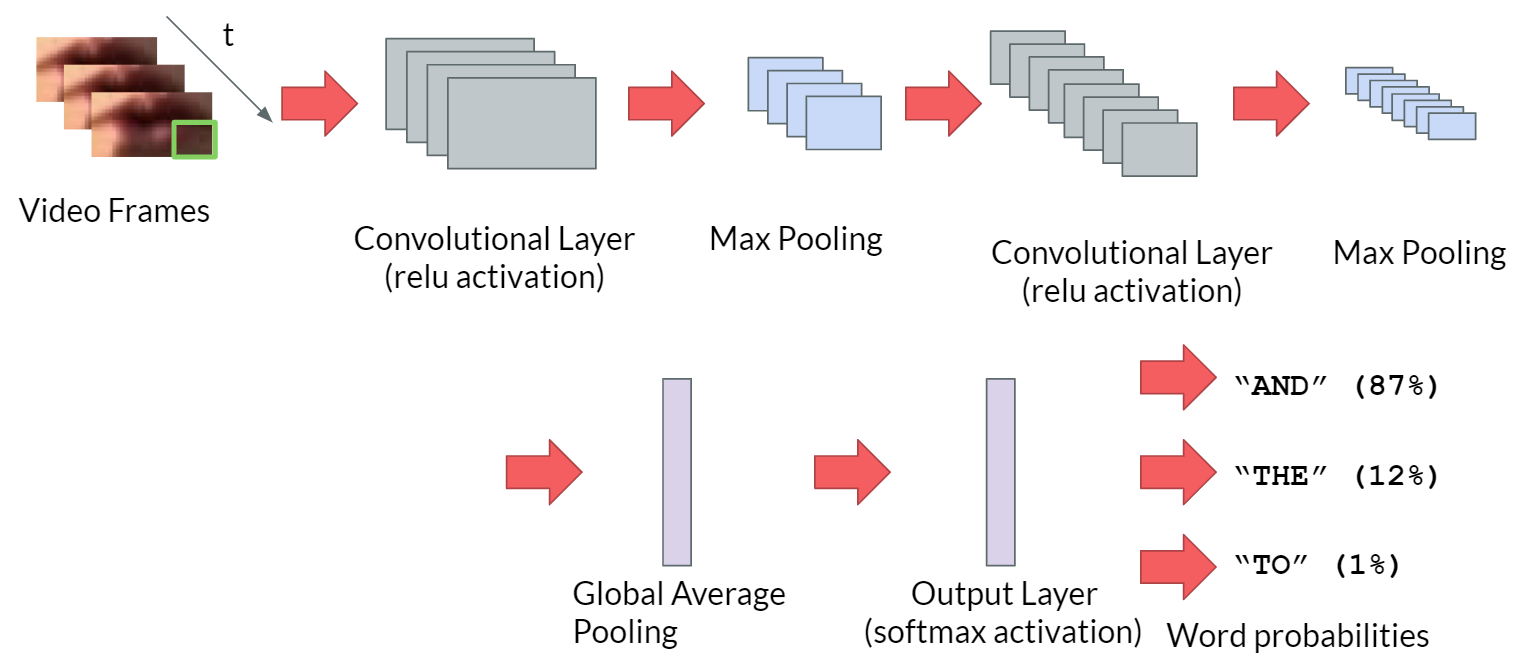 t
Video Frames
Convolutional Layer
(relu activation)
Max Pooling
Convolutional Layer
(relu activation)
Max Pooling
Global Average
Pooling
Output Layer
(softmax activation)
“AND” (87%)
“THE” (12%)
“TO” (1%)
Word probabilities